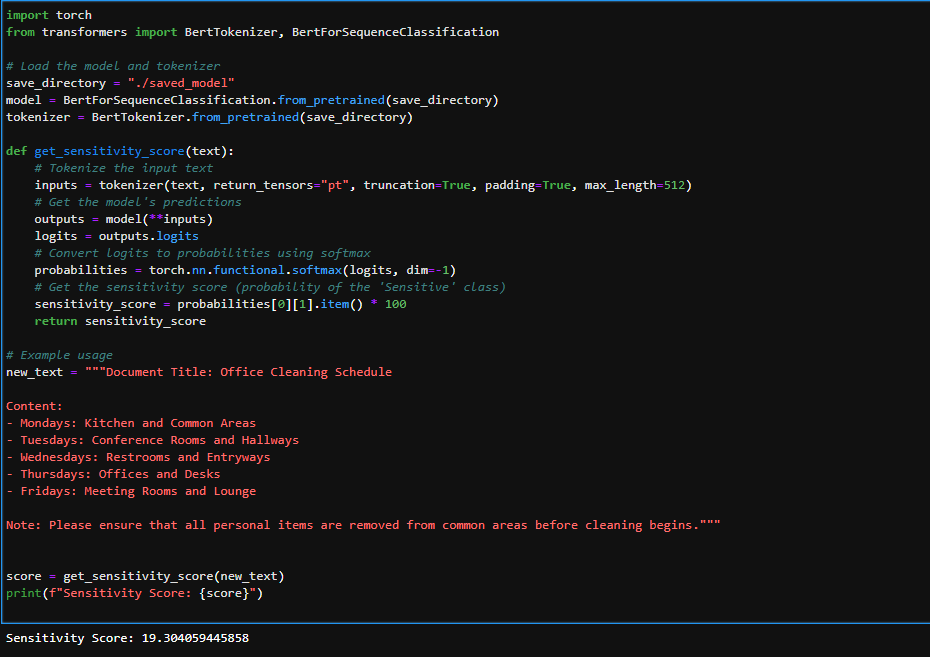 import torch
from transformers import BertTokenizer, BertForSequenceClassification
# Load the model and tokenizer
save_directory = "./saved_model"
model = BertForSequenceClassification.from_pretrained(save_directory)
tokenizer = BertTokenizer.from_pretrained(save_directory)
def get_sensitivity_score(text):
    # Tokenize the input text
    inputs = tokenizer(text, return_tensors="pt", truncation=True, padding=True, max_length=512)
    # Get the model's predictions
    outputs = model(**inputs)
    logits = outputs.logits
    # Convert logits to probabilities using softmax
    probabilities = torch.nn.functional.softmax(logits, dim=-1)
    # Get the sensitivity score (probability of the 'Sensitive' class)
    sensitivity_score = probabilities[0][1].item() * 100
    return sensitivity_score
# Example usage
new_text = """Document Title: Office Cleaning Schedule
Content:
- Mondays: Kitchen and Common Areas
- Tuesdays: Conference Rooms and Hallways
- Wednesdays: Restrooms and Entryways
- Thursdays: Offices and Desks
- Fridays: Meeting Rooms and Lounge
Note: Please ensure that all personal items are removed from common areas before cleaning begins."""
score = get_sensitivity_score(new_text)
print(f"Sensitivity Score: {score}")
Sensitivity Score: 19.304059445858